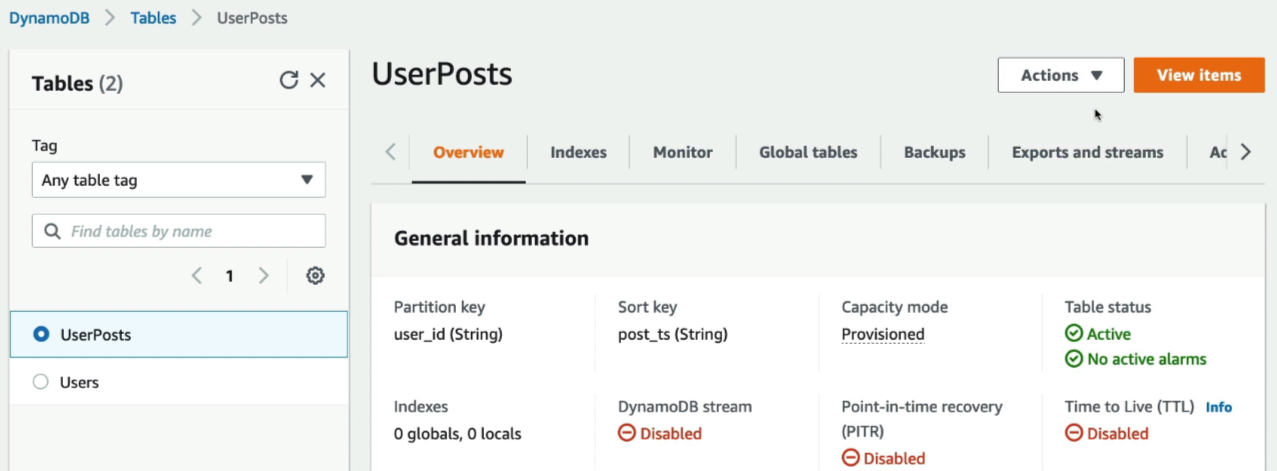 DynamoDB > Tables > UserPosts
Tables (2)
Tag
Any table tag
Find tables by name
1
UserPosts
Users
UserPosts
Actions
View items
Overview
Indexes
Monitor
Global tables
Backups
Exports and streams
General information
Partition key
user_id (String)
Sort key
post_ts (String)
Capacity mode
Provisioned
Table status
Active
No active alarms
Indexes
0 globals, 0 locals
DynamoDB stream
Disabled
Point-in-time recovery
(PITR)
Disabled
Time to Live (TTL) Info
Disabled